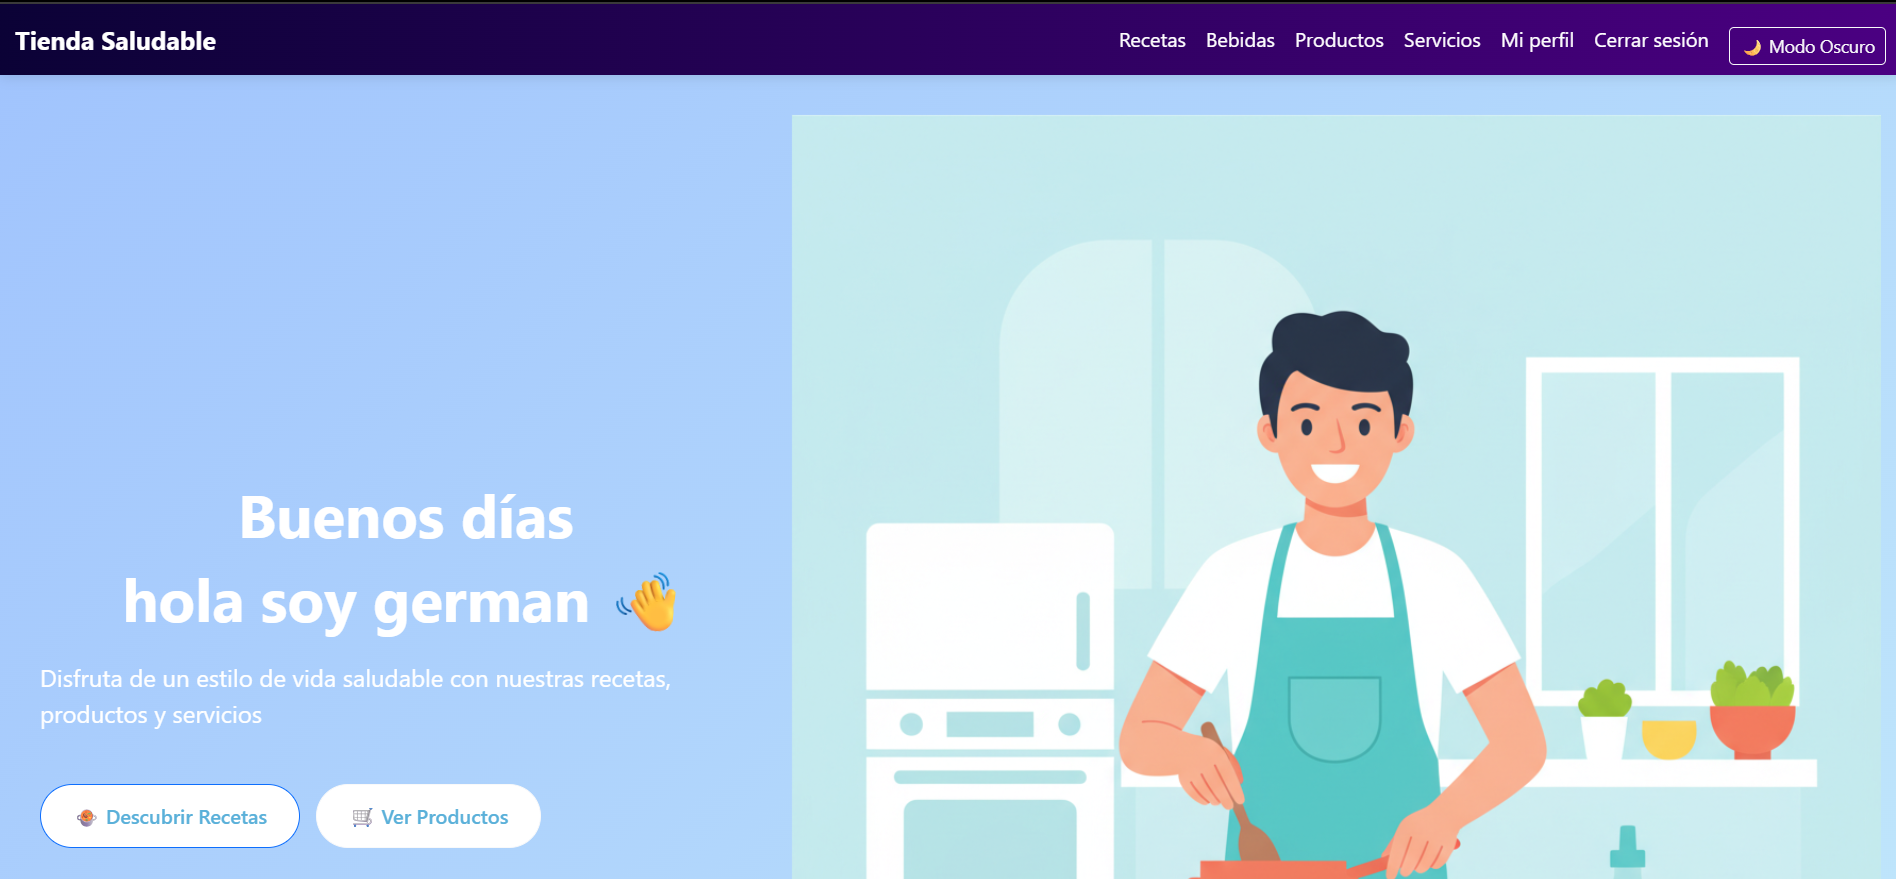 Tienda Saludable
Recetas Bebidas Productos Servicios Mi perfil Cerrar sesión 🌙 Modo Oscuro
Buenos días
hola soy german 👋
Disfruta de un estilo de vida saludable con nuestras recetas,
productos y servicios
Descubrir Recetas
🛒 Ver Productos